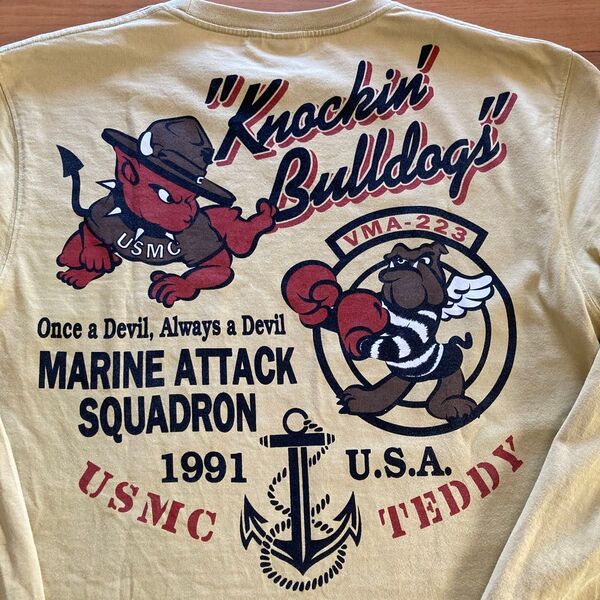 "Knockin'
Bulldogs"
USMC
VMA-223
Once a Devil, Always a Devil
MARINE ATTACK
SQUADRON
1991 U.S.A.
USMC TEDDY